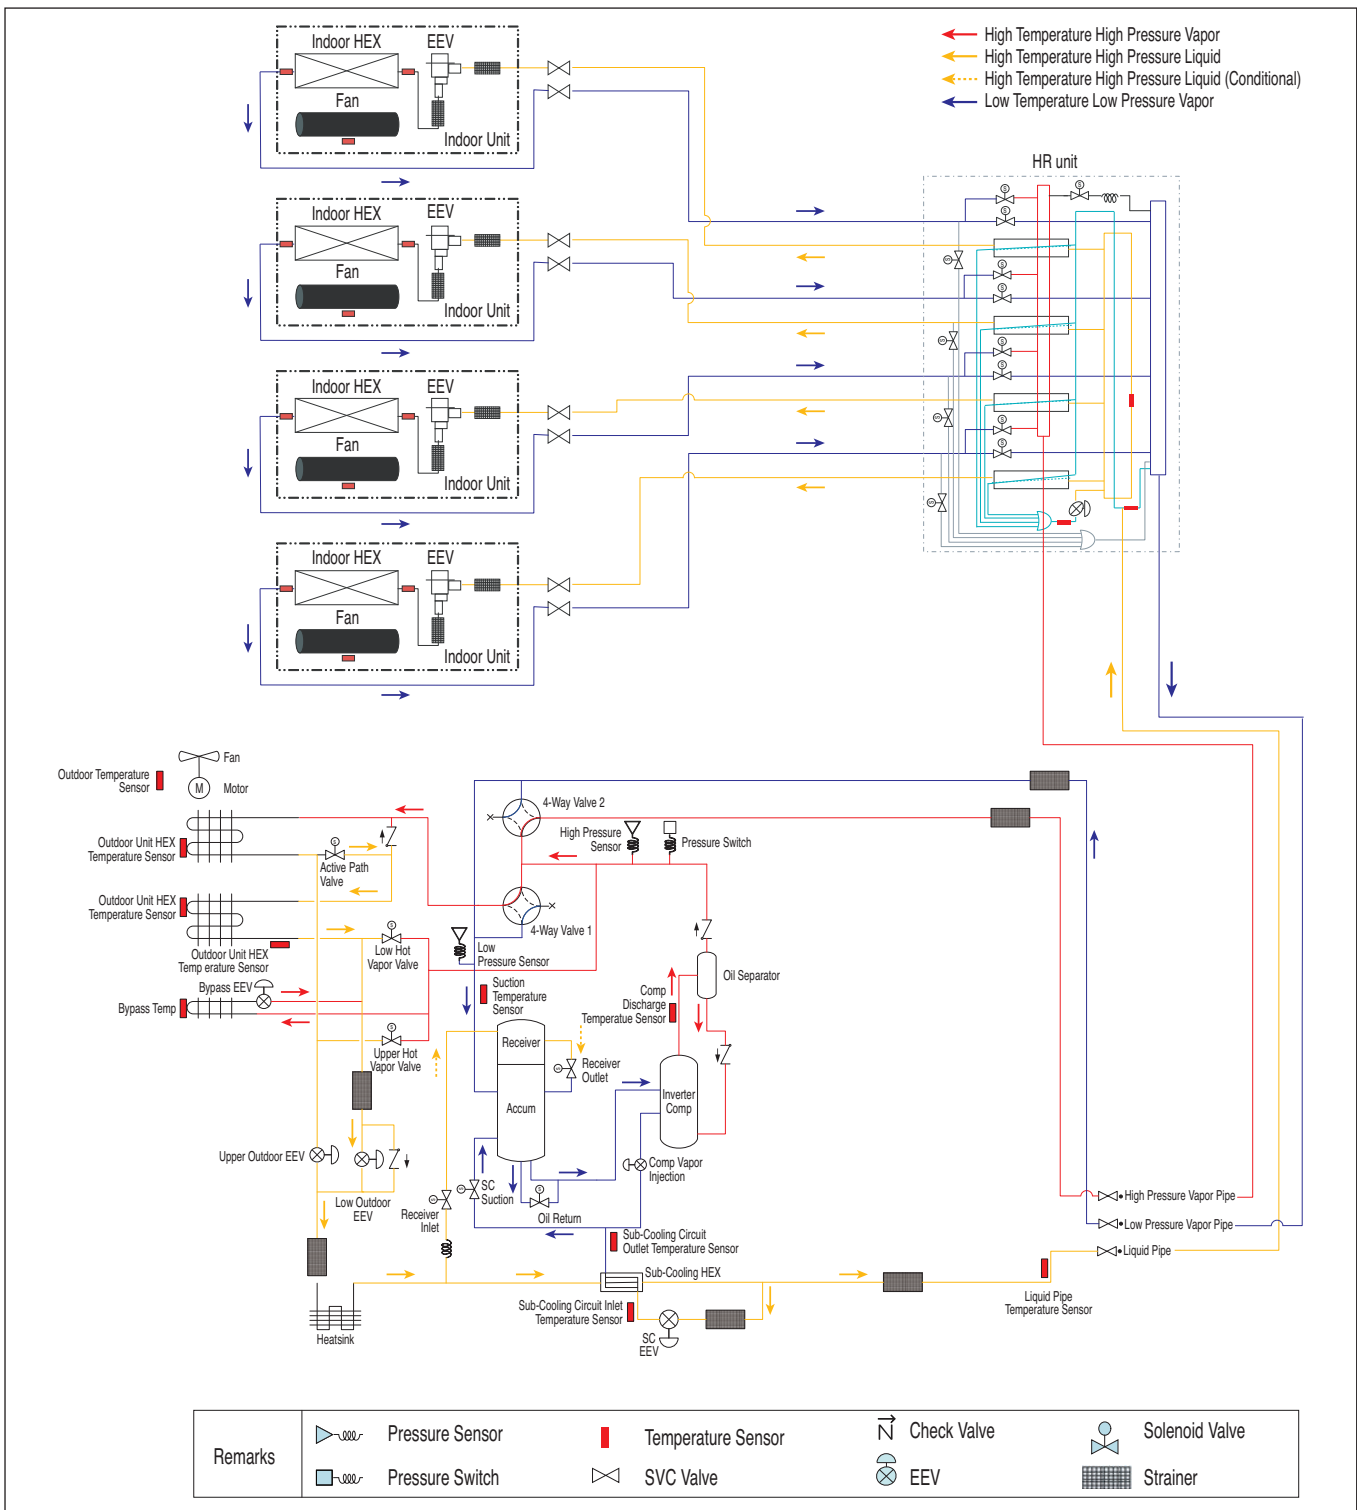 High Temperature High Pressure Vapor
High Temperature High Pressure Liquid
High Temperature High Pressure Liquid (Conditional)
Low Temperature Low Pressure Vapor
Indoor HEX
EEV
Fan
Indoor Unit
Indoor HEX
EEV
Fan
Indoor Unit
Indoor HEX
EEV
Fan
Indoor Unit
Indoor HEX
EEV
Fan
Indoor Unit
HR unit
S
S
S
S
S
S
S
S
S
S
S
S
S
Fan
Outdoor Temperature
Sensor
M
Motor
4-Way Valve 2
High Pressure
Sensor
Pressure Switch
Outdoor Unit HEX
Temperature Sensor
S
Active Path
Valve
Outdoor Unit HEX
Temperature Sensor
4-Way Valve 1
S
Low
Pressure Sensor
Outdoor Unit HEX
Temp erature Sensor
Low Hot
Vapor Valve
Oil Separator
Bypass EEV
Suction
Temperature
Sensor
Comp
Discharge
Temperatue Sensor
Bypass Temp
S
Upper Hot
Vapor Valve
Receiver
S
Receiver
Outlet
Accum
Inverter
Comp
Upper Outdoor EEV
Low Outdoor
EEV
S
Receiver
Inlet
S
SC
Suction
S
Oil Return
Comp Vapor
Injection
High Pressure Vapor Pipe
Low Pressure Vapor Pipe
Liquid Pipe
Sub-Cooling Circuit
Outlet Temperature Sensor
Sub-Cooling HEX
Sub-Cooling Circuit Inlet
Temperature Sensor
SC
EEV
Liquid Pipe
Temperature Sensor
Heatsink
Remarks
Pressure Sensor
Temperature Sensor
Check Valve
Solenoid Valve
Pressure Switch
SVC Valve
EEV
Strainer